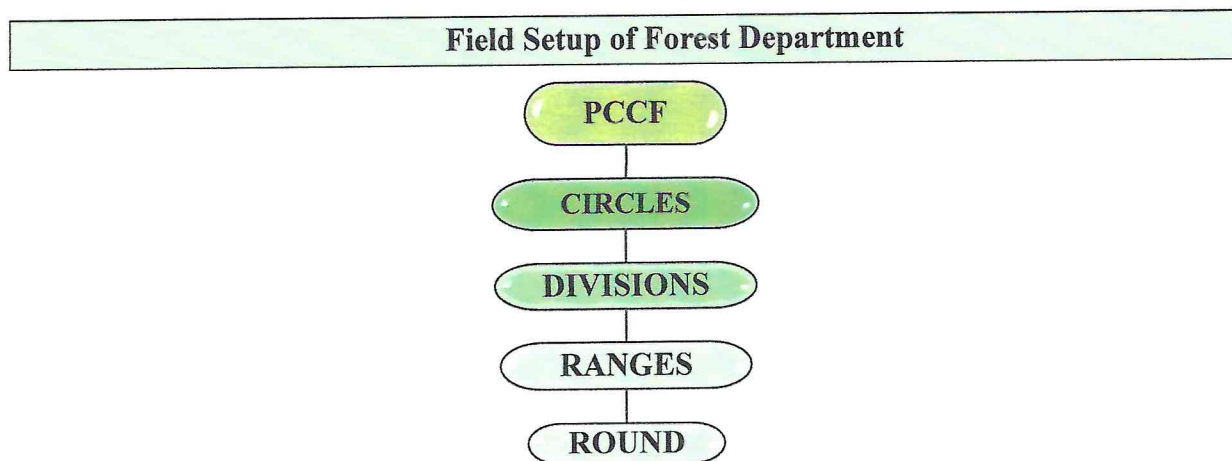 Field Setup of Forest Department
PCCF
CIRCLES
DIVISIONS
RANGES
ROUND